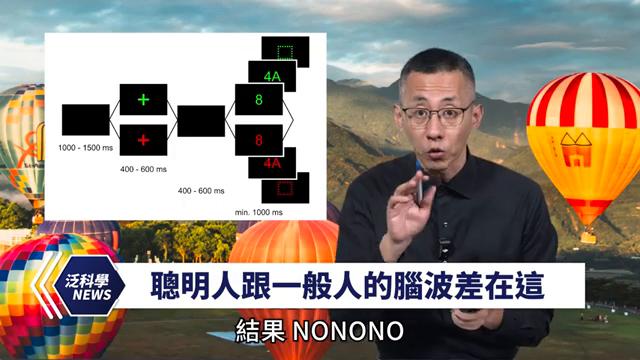 4A
8
8
4A
1000 - 1500 ms
400 - 600 ms
400 - 600 ms
min. 1000 ms
泛科學
NEWS
聰明人跟一般人的腦波差在這
結果 NONONO